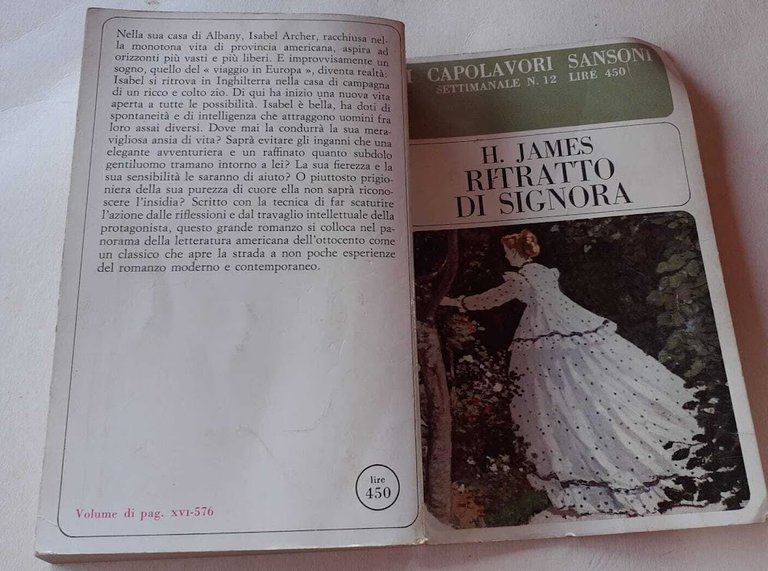 Nella sua casa di Albany, Isabel Archer, racchiusa nel-
la monotona vita di provincia americana, aspira ad
orizzonti più vasti e più liberi. E improvvisamente un
sogno, quello del « viaggio in Europa », diventa realtà:
Isabel si ritrova in Inghilterra nella casa di campagna
di un ricco e colto zio. Di qui ha inizio una nuova vita
aperta a tutte le possibilità. Isabel è bella, ha doti di
spontaneità e di intelligenza che attraggono uomini fra
loro assai diversi. Dove mai la condurrà la sua mera-
vigliosa ansia di vita? Saprà evitare gli inganni che una
elegante avventuriera e un raffinato quanto subdolo
gentiluomo tramano intorno a lei? La sua fierezza e la
sua sensibilità le saranno di aiuto? O piuttosto prigio-
niera della sua purezza di cuore ella non saprà ricono-
scere l'insidia? Scritto con la tecnica di far scaturire
l'azione dalle riflessioni e dal travaglio intellettuale della
protagonista, questo grande romanzo si colloca nel pa-
norama della letteratura americana dell'ottocento come
un classico che apre la strada a non poche esperienze
del romanzo moderno e contemporaneo.
lire
450
Volume di pag. XVI-576
I CAPOLAVORI SANSONI
SETTIMANALE N. 12 LIRE 450
H. JAMES
RITRATTO
DI SIGNORA